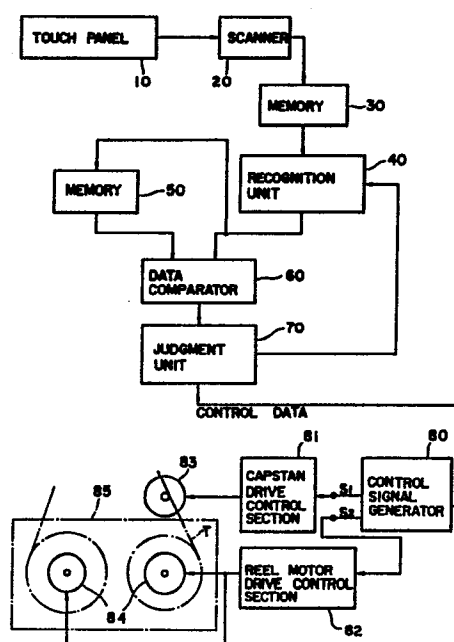 TOUCH PANEL
10
SCANNER
20
MEMORY
30
RECOGNITION
UNIT
40
MEMORY
50
DATA
COMPARATOR
60
JUDGMENT
UNIT
70
CONTROL DATA
85
83
T
84
81
CAPSTAN
DRIVE
CONTROL
SECTION
S1
S2
80
CONTROL
SIGNAL
GENERATOR
REEL MOTOR
DRIVE CONTROL
SECTION
82